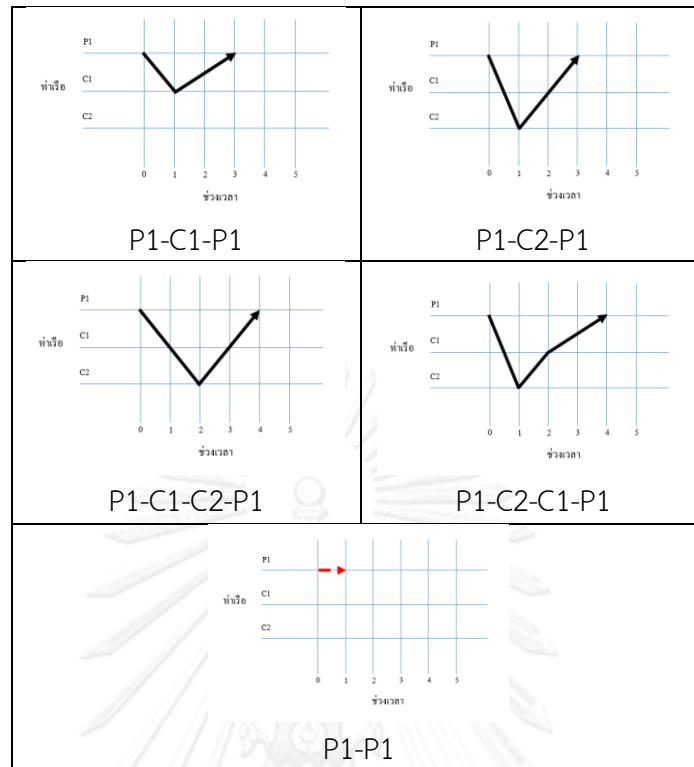 P1
ท่าเรือ
C1
C2
0 1 2 3 4 5
ช่วงเวลา
P1-C1-P1
P1
ท่าเรือ
C1
C2
0 1 2 3 4 5
ช่วงเวลา
P1-C2-P1
P1
ท่าเรือ
C1
C2
0 1 2 3 4 5
ช่วงเวลา
P1-C1-C2-P1
P1
ท่าเรือ
C1
C2
0 1 2 3 4 5
ช่วงเวลา
P1-C2-C1-P1
P1
C1
ท่าเรือ
C2
0 1 2 3 4 5
ช่วงเวลา
P1-P1